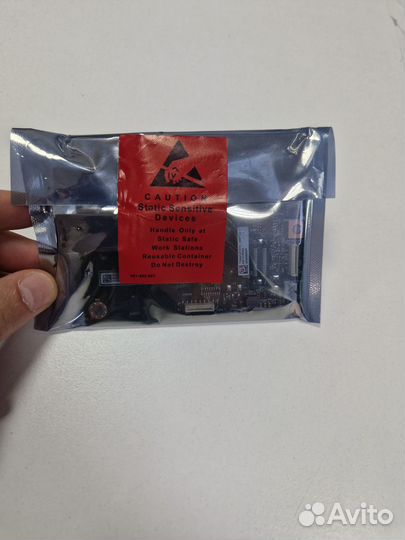 CAUTION
Static Sensitive
Devices
Handle Only at
Static Safe
Work Stations
Reusable Container
Do Not Destroy
Avito